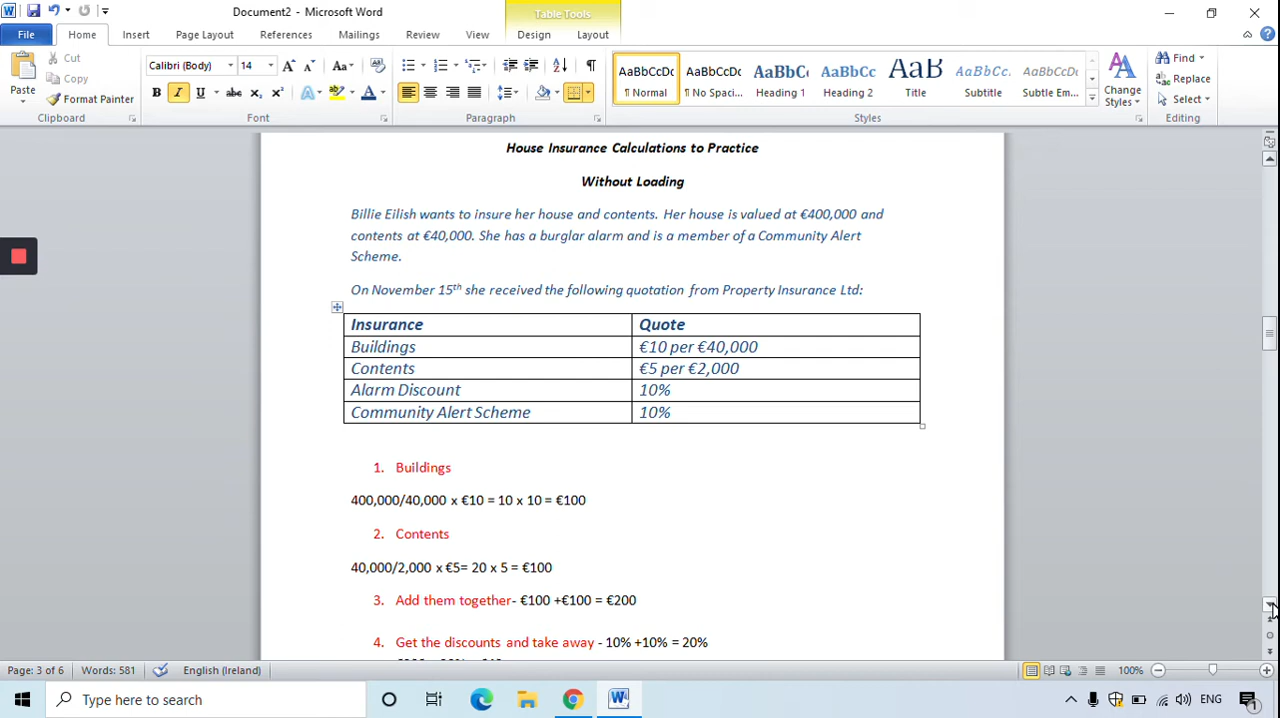 Document2 - Microsoft Word
Table Tools
File Home Insert Page Layout References Mailings Review View Design Layout
Cut
Copy
Format Painter
Paste
Calibri (Body) 14
AaBbCcDc AaBbCcDc AaBbCc AaBbCc AaB AaBbCc. AaBbCcDc
¶ Normal ¶ No Spaci... Heading 1 Heading 2 Title Subtitle Subtle Em...
Change
Styles
Find
Replace
Select
Clipboard Font Paragraph Styles Editing
House Insurance Calculations to Practice
Without Loading
Billie Eilish wants to insure her house and contents. Her house is valued at €400,000 and
contents at €40,000. She has a burglar alarm and is a member of a Community Alert
Scheme.
On November 15th she received the following quotation from Property Insurance Ltd:
Insurance Quote
Buildings €10 per €40,000
Contents €5 per €2,000
Alarm Discount 10%
Community Alert Scheme 10%
1. Buildings
400,000/40,000 x €10 = 10 x 10 = €100
2. Contents
40,000/2,000 x €5= 20 x 5 = €100
3. Add them together- €100 +€100 = €200
4. Get the discounts and take away - 10% +10% = 20%
Page: 3 of 6 Words: 581 English (Ireland) 100%
Type here to search
ENG
1